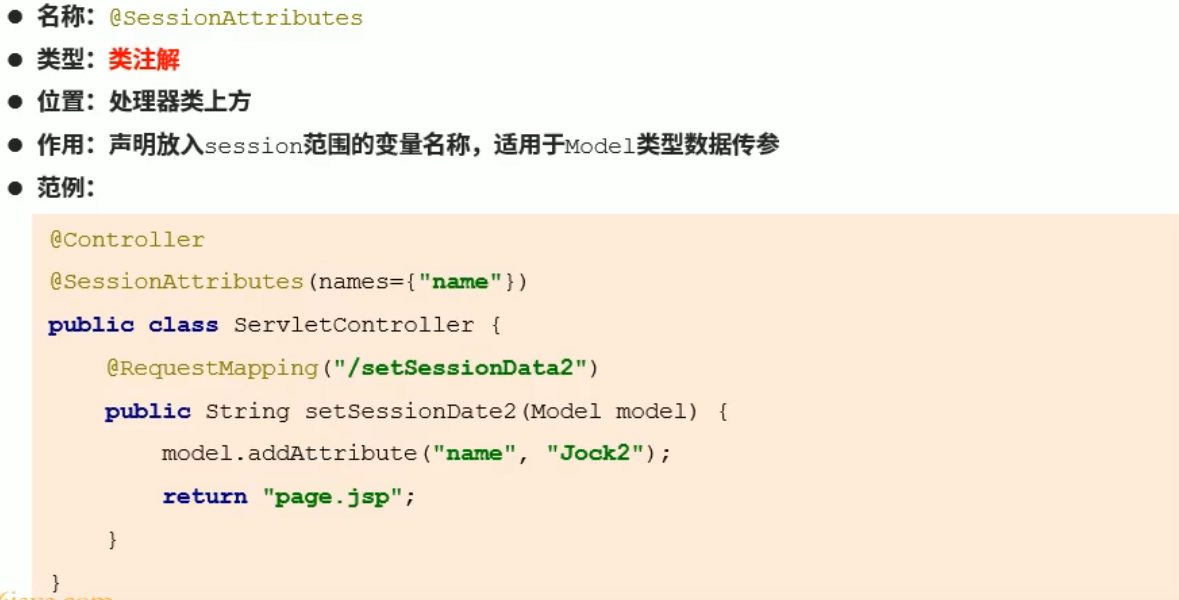 ● 名称：@SessionAttributes
● 类型：类注解
● 位置：处理器类上方
● 作用：声明放入session范围的变量名称，适用于Model类型数据传参
● 范例：
@Controller
@SessionAttributes(names={"name"})
public class ServletController {
    @RequestMapping("/setSessionData2")
    public String setSessionDate2(Model model) {
        model.addAttribute("name", "Jock2");
        return "page.jsp";
    }
}